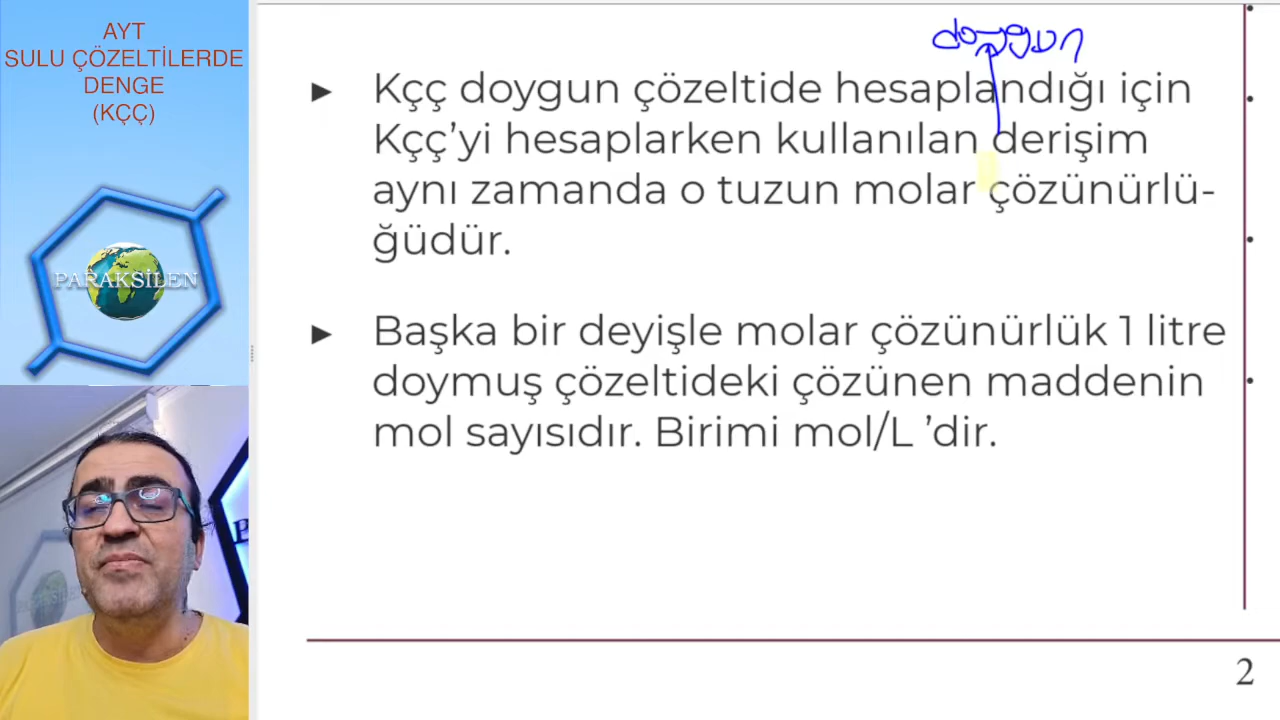 AYT
SULU ÇÖZELTİLERDE
DENGE
(KÇÇ)
PARAKSİLEN
doygun
► Kçç doygun çözeltide hesaplandığı için
Kçç’yi hesaplarken kullanılan derişim
aynı zamanda o tuzun molar çözünürlü-
ğüdür.
► Başka bir deyişle molar çözünürlük 1 litre
doymuş çözeltideki çözünen maddenin
mol sayısıdır. Birimi mol/L ’dir.
2